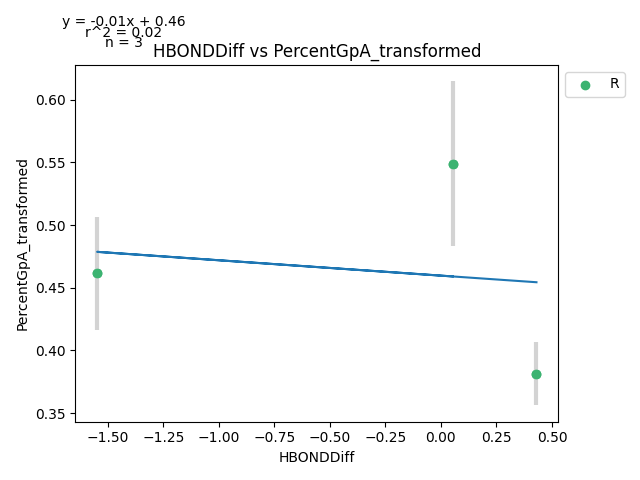 y = -0.01x + 0.46
r^2 = 0.02
n = 3
HBONDDiff vs PercentGpA_transformed
R
PercentGpA_transformed
0.60
0.55
0.50
0.45
0.40
0.35
−1.50 −1.25 −1.00 −0.75 −0.50 −0.25 0.00 0.25 0.50
HBONDDiff